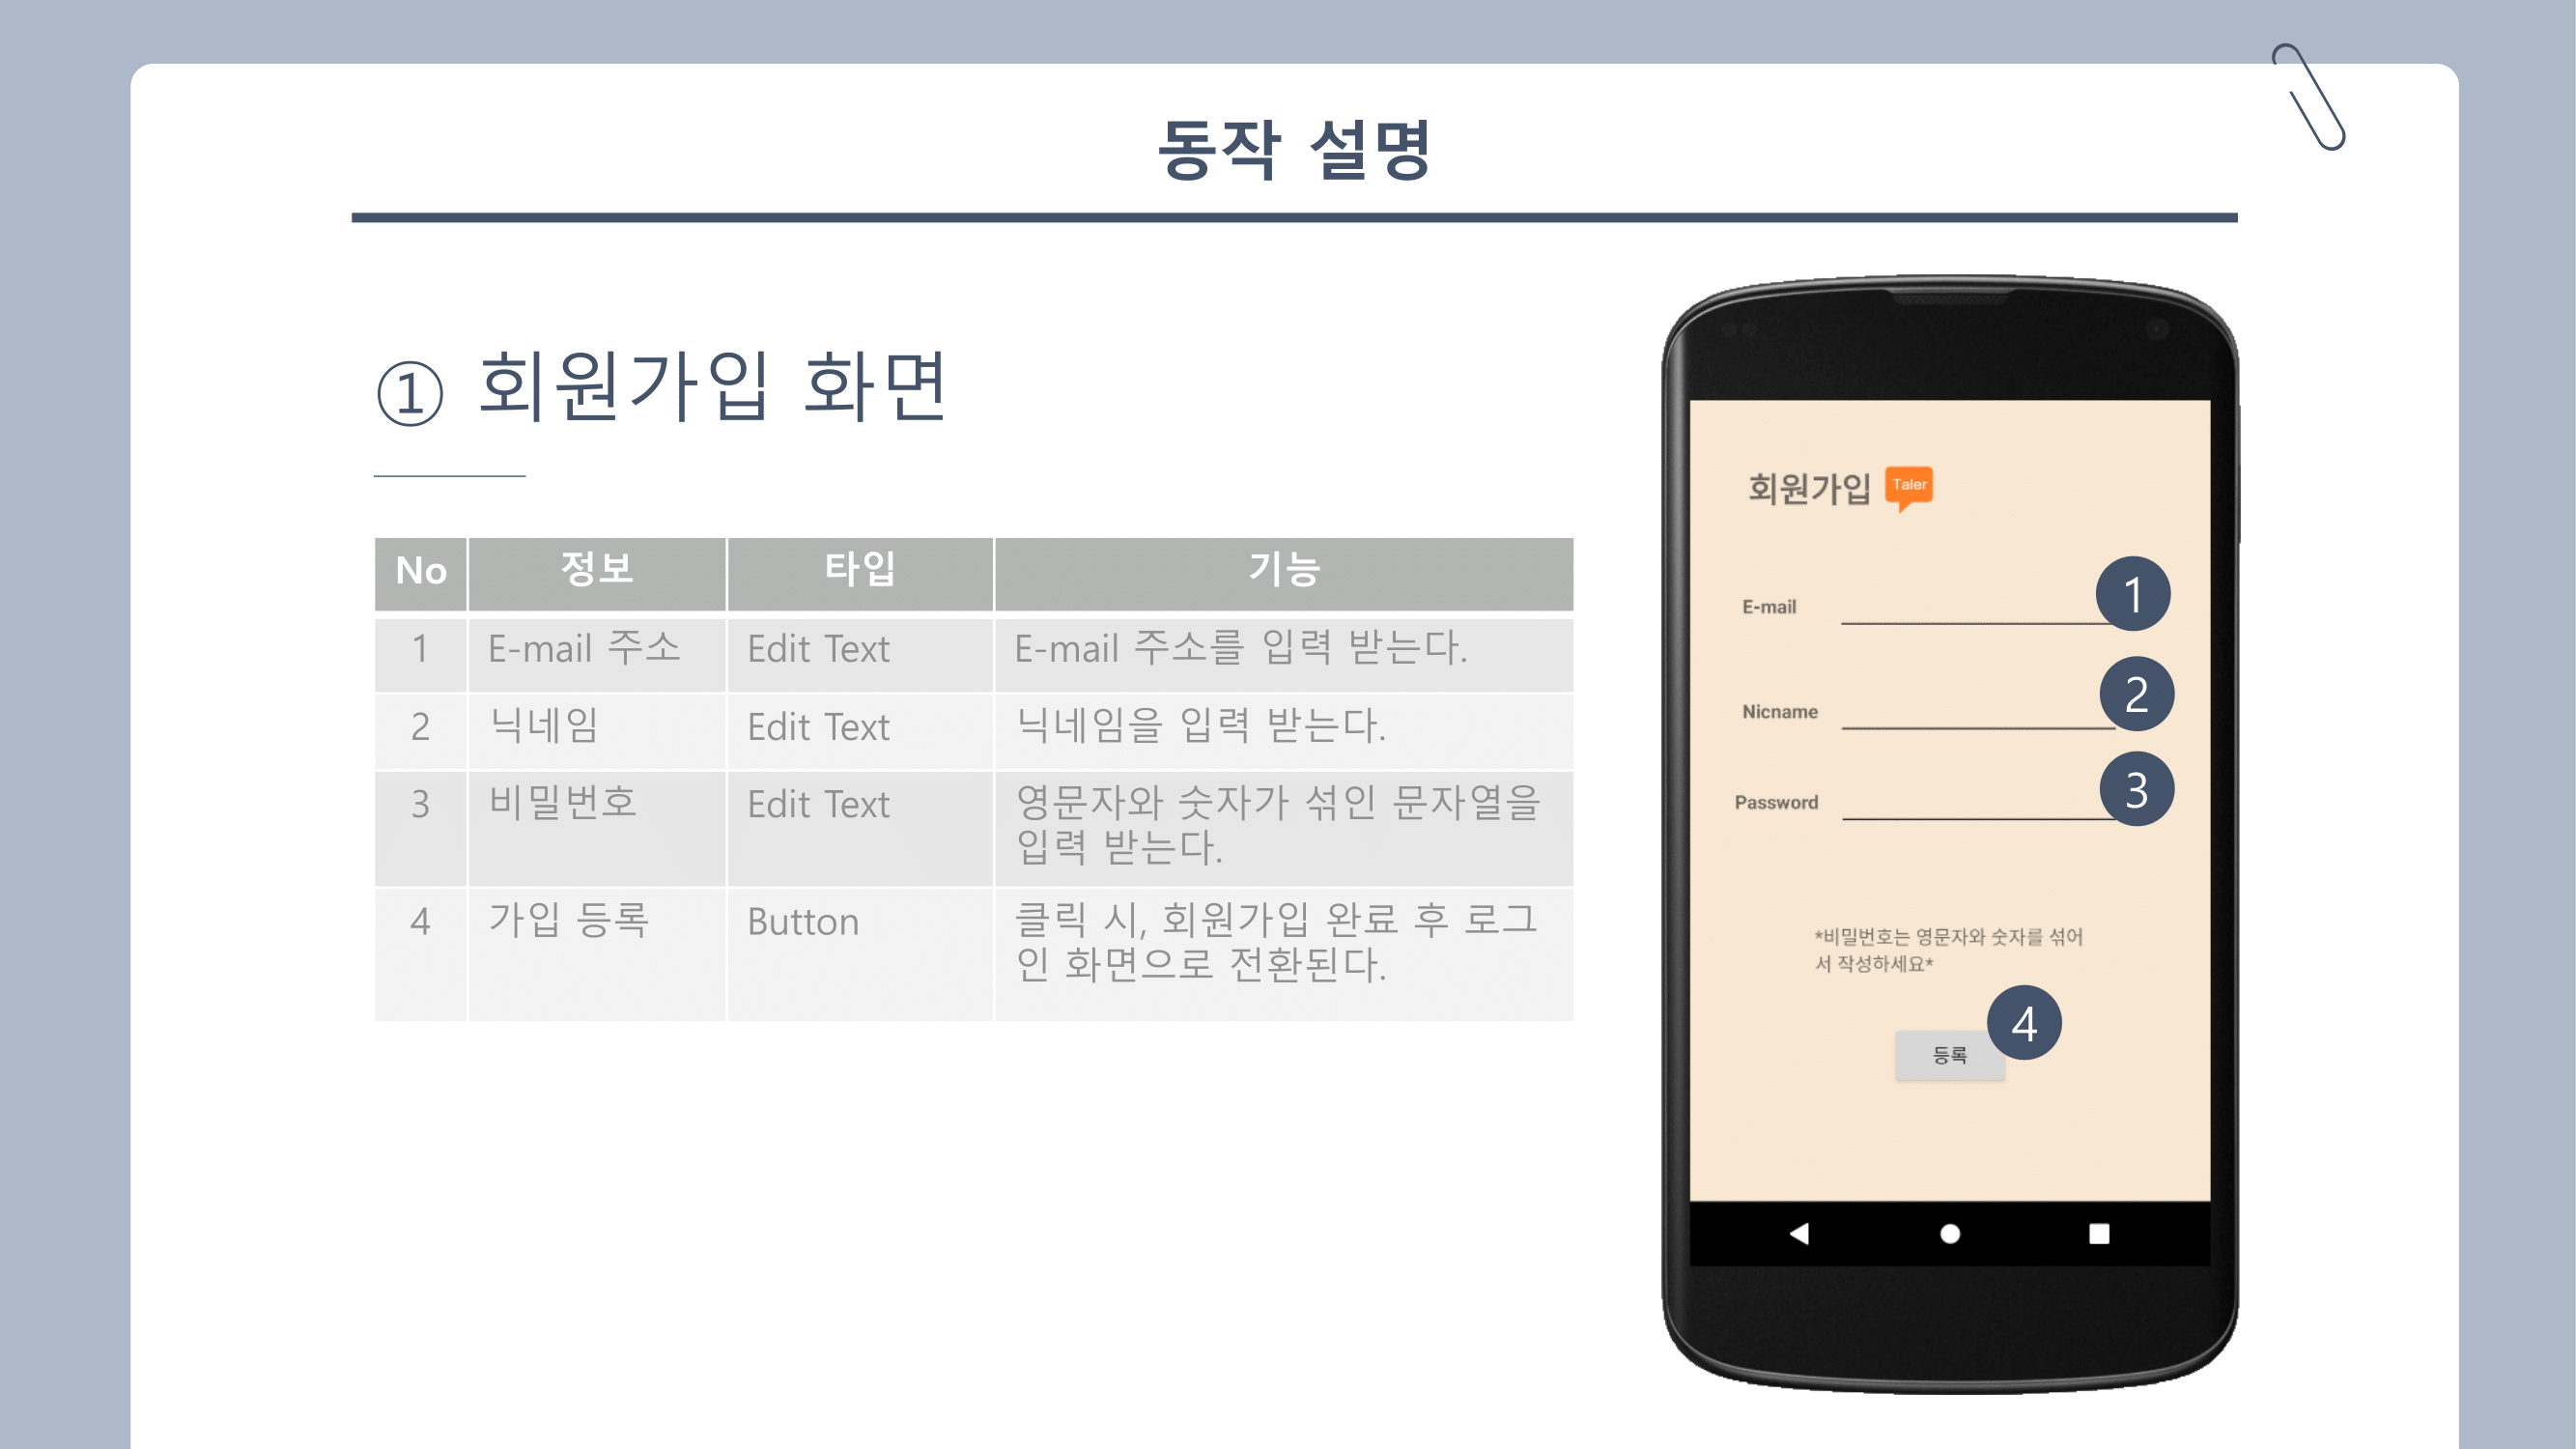 동작 설명
① 회원가입 화면
No 정보 타입 기능
1 E-mail 주소 Edit Text E-mail 주소를 입력 받는다.
2 닉네임 Edit Text 닉네임을 입력 받는다.
3 비밀번호 Edit Text 영문자와 숫자가 섞인 문자열을
입력 받는다.
4 가입 등록 Button 클릭 시, 회원가입 완료 후 로그
인 화면으로 전환된다.
회원가입 Taler
E-mail 1
Nicname 2
Password 3
*비밀번호는 영문자와 숫자를 섞어
서 작성하세요*
4
등록